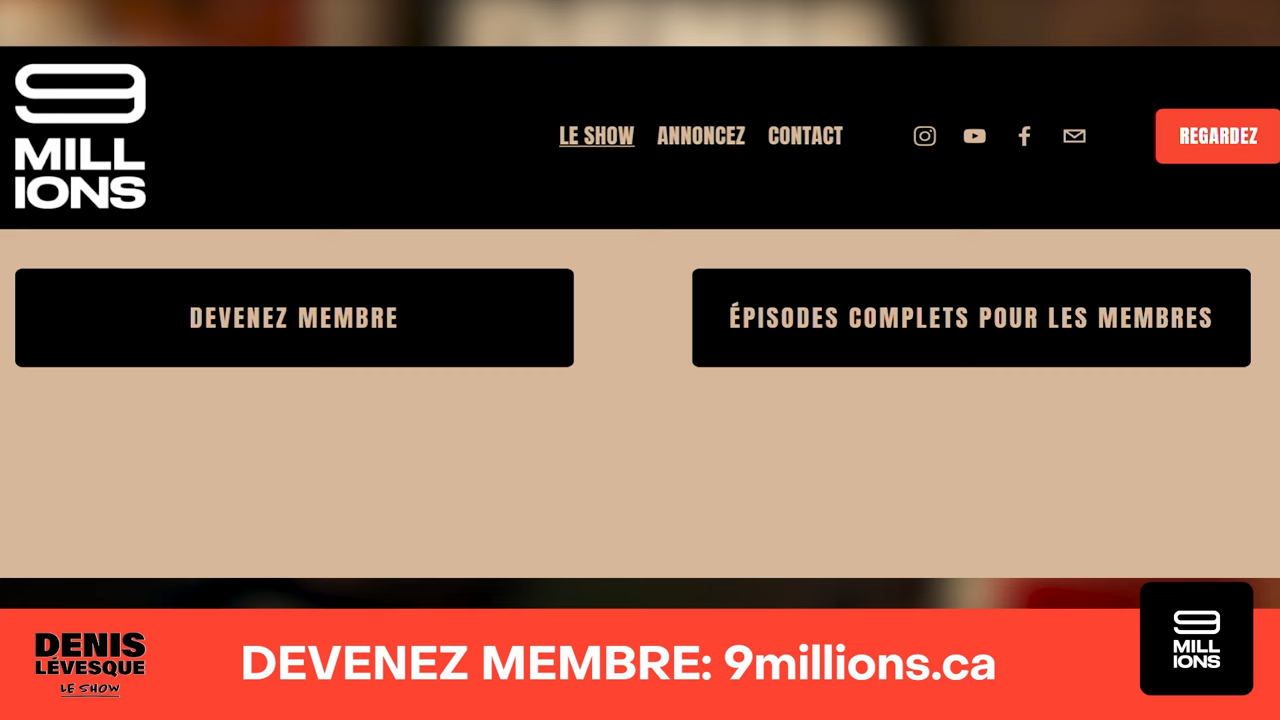 9
MILL
IONS
LE SHOW
ANNONCEZ
CONTACT
REGARDEZ
DEVENEZ MEMBRE
ÉPISODES COMPLETS POUR LES MEMBRES
DENIS
LÉVESQUE
LE SHOW
DEVENEZ MEMBRE: 9millions.ca
9
MILL
IONS